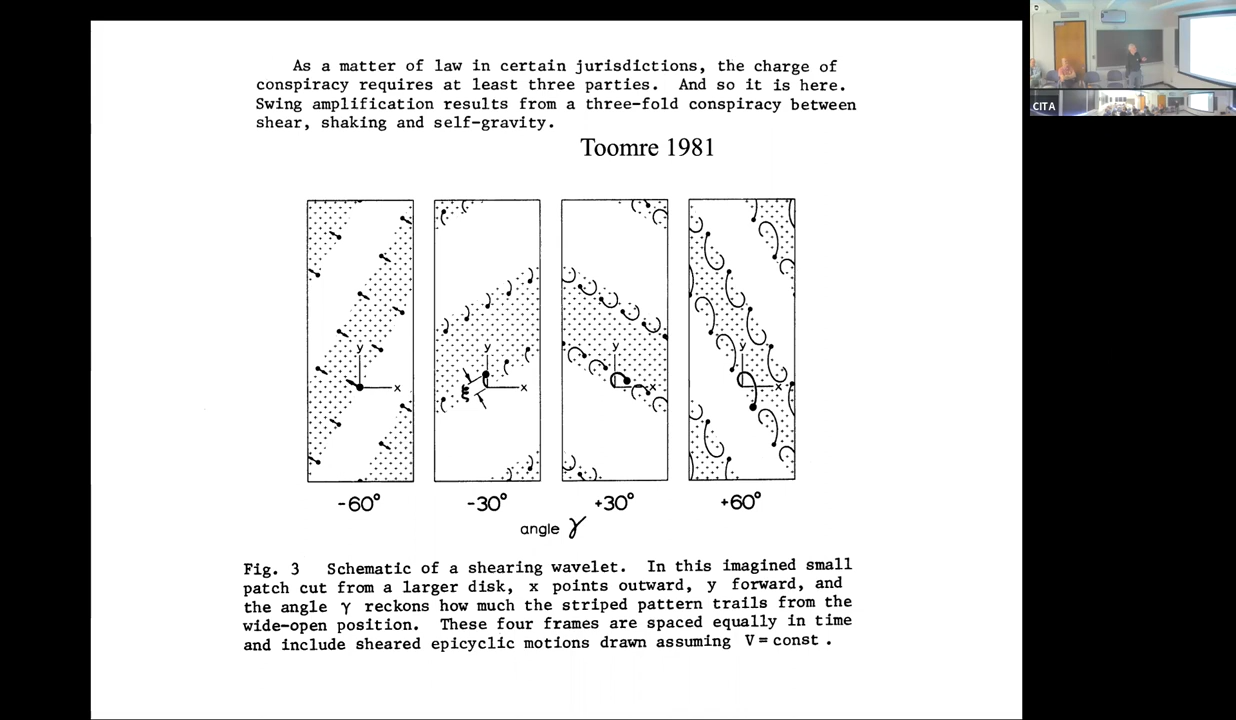 As a matter of law in certain jurisdictions, the charge of
conspiracy requires at least three parties. And so it is here.
Swing amplification results from a three-fold conspiracy between
shear, shaking and self-gravity.
Toomre 1981
y
x
y
x
ξ
y
x
y
x
-60°
-30°
+30°
+60°
angle γ
Fig. 3 Schematic of a shearing wavelet. In this imagined small
patch cut from a larger disk, x points outward, y forward, and
the angle γ reckons how much the striped pattern trails from the
wide-open position. These four frames are spaced equally in time
and include sheared epicyclic motions drawn assuming V = const .
CITA